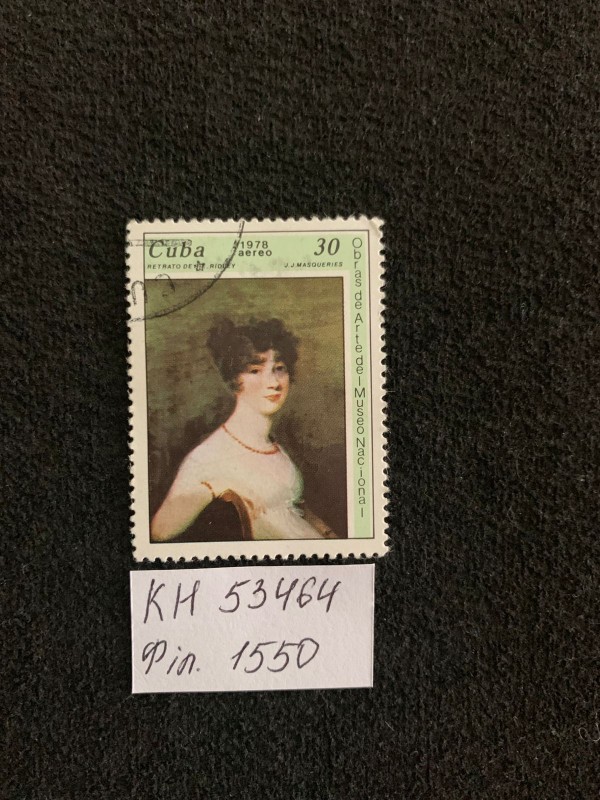 Cuba 1978 aereo 30
RETRATO DE RIDLEY J.J. MASQUERIES
Obras de Arte del Museo Nacional
КН 53464
Філ. 1550